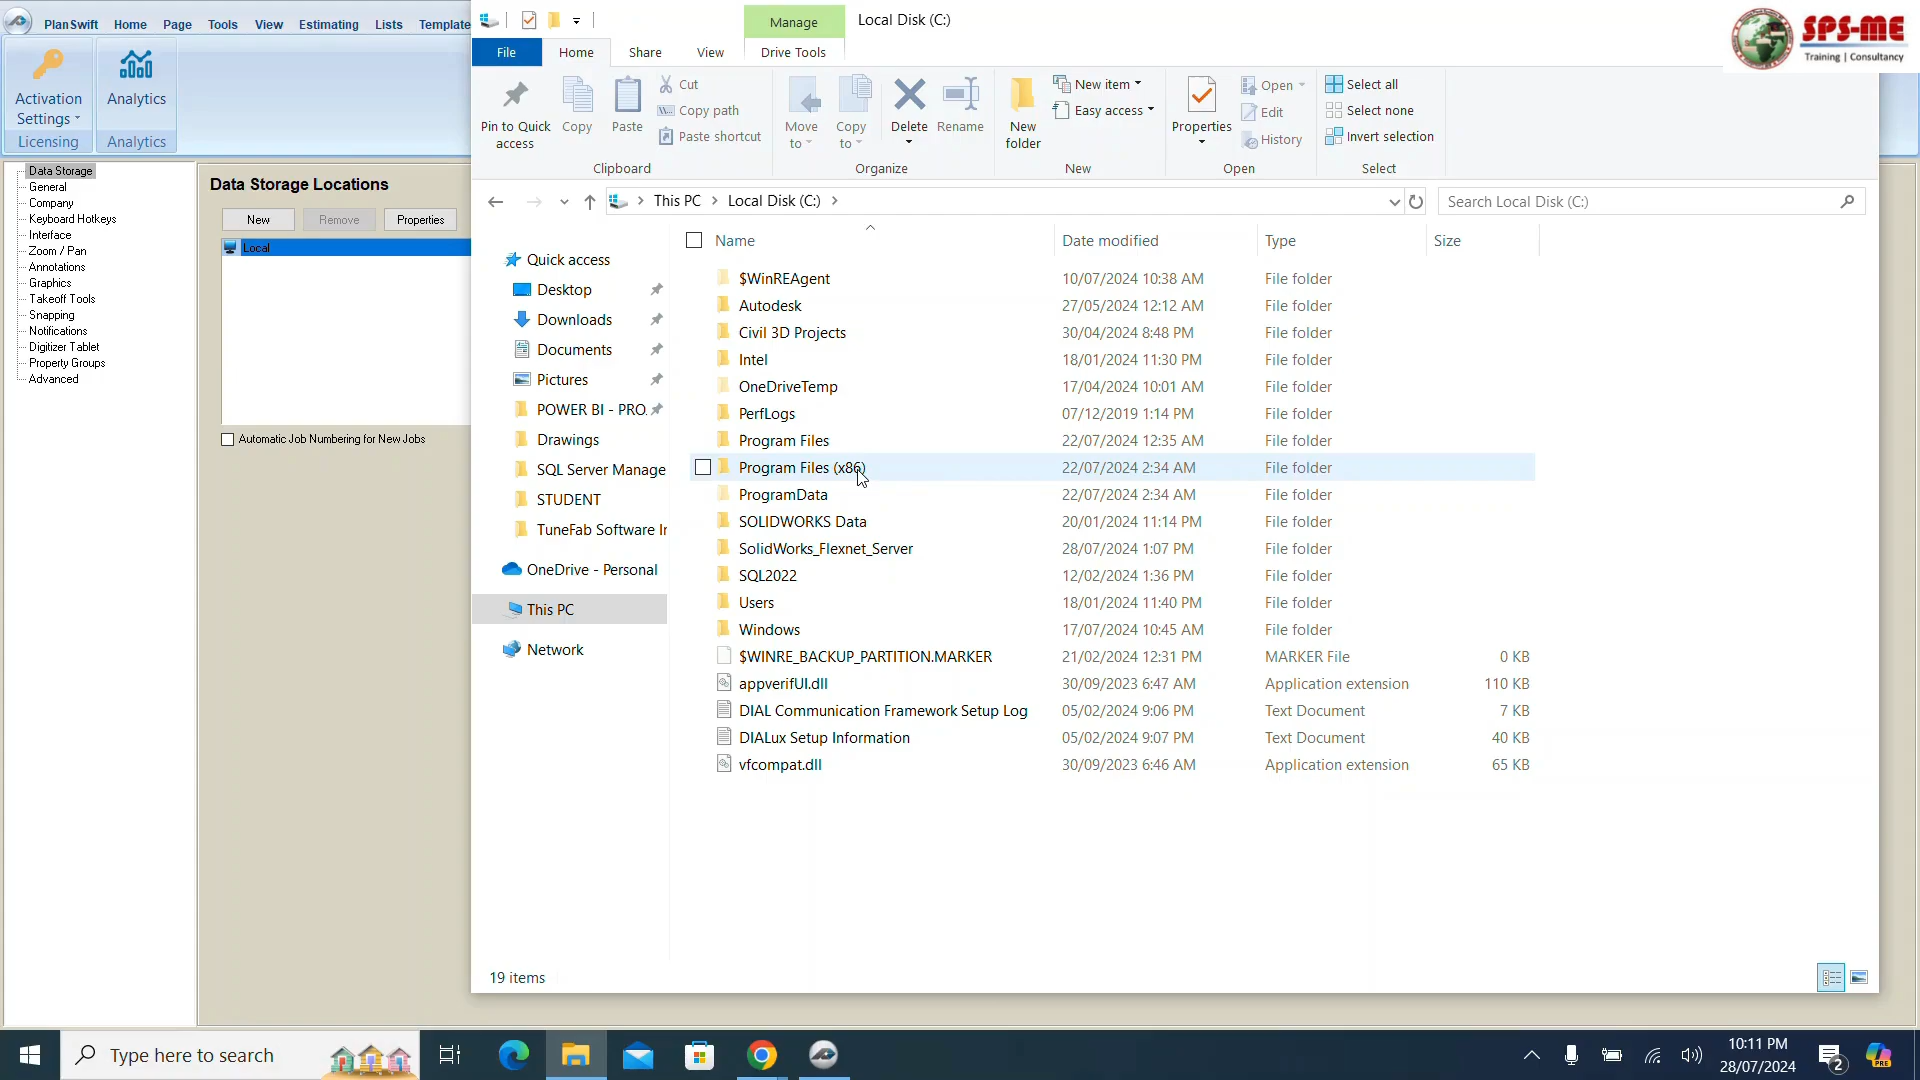 PlanSwift Home Page Tools View Estimating Lists Template
Activation
Settings
Licensing
Analytics
Analytics
Data Storage
General
Company
Keyboard Hotkeys
Interface
Zoom / Pan
Annotations
Graphics
Takeoff Tools
Snapping
Notifications
Digitizer Tablet
Property Groups
Advanced
Data Storage Locations
New Remove Properties
Local
Automatic Job Numbering for New Jobs
Manage
Local Disk (C:)
File Home Share View Drive Tools
Pin to Quick
access
Copy
Paste
Cut
Copy path
Paste shortcut
Clipboard
Move
to
Copy
to
Delete
Rename
Organize
New
folder
New item
Easy access
New
Properties
Open
Edit
History
Open
Select all
Select none
Invert selection
Select
SPS-ME
Training | Consultancy
This PC > Local Disk (C:) >
Search Local Disk (C:)
Quick access
Desktop
Downloads
Documents
Pictures
POWER BI - PRO
Drawings
SQL Server Manage
STUDENT
TuneFab Software Ir
OneDrive - Personal
This PC
Network
Name Date modified Type Size
$WinREAgent 10/07/2024 10:38 AM File folder
Autodesk 27/05/2024 12:12 AM File folder
Civil 3D Projects 30/04/2024 8:48 PM File folder
Intel 18/01/2024 11:30 PM File folder
OneDriveTemp 17/04/2024 10:01 AM File folder
PerfLogs 07/12/2019 1:14 PM File folder
Program Files 22/07/2024 12:35 AM File folder
Program Files (x86) 22/07/2024 2:34 AM File folder
ProgramData 22/07/2024 2:34 AM File folder
SOLIDWORKS Data 20/01/2024 11:14 PM File folder
SolidWorks_Flexnet_Server 28/07/2024 1:07 PM File folder
SQL2022 12/02/2024 1:36 PM File folder
Users 18/01/2024 11:40 PM File folder
Windows 17/07/2024 10:45 AM File folder
$WINRE_BACKUP_PARTITION.MARKER 21/02/2024 12:31 PM MARKER File 0 KB
appverifUI.dll 30/09/2023 6:47 AM Application extension 110 KB
DIAL Communication Framework Setup Log 05/02/2024 9:06 PM Text Document 7 KB
DIALux Setup Information 05/02/2024 9:07 PM Text Document 40 KB
vfcompat.dll 30/09/2023 6:46 AM Application extension 65 KB
19 items
Type here to search
10:11 PM
28/07/2024
2
PRE